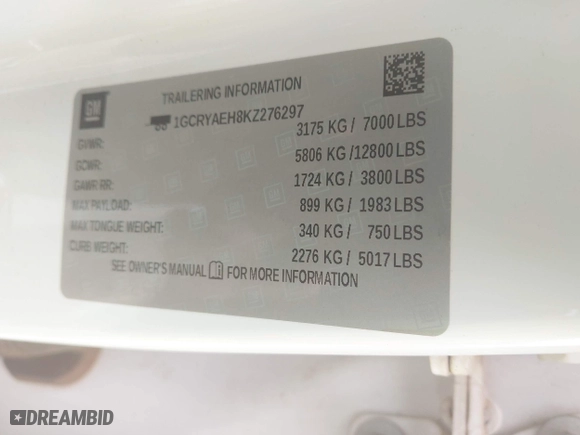 GM
TRAILERING INFORMATION
1GCRYAEH8KZ276297
GVWR: 3175 KG / 7000 LBS
GCWR: 5806 KG /12800 LBS
GAWR RR: 1724 KG / 3800 LBS
MAX PAYLOAD: 899 KG / 1983 LBS
MAX TONGUE WEIGHT: 340 KG / 750 LBS
CURB WEIGHT: 2276 KG / 5017 LBS
SEE OWNER'S MANUAL FOR MORE INFORMATION
DREAMBID